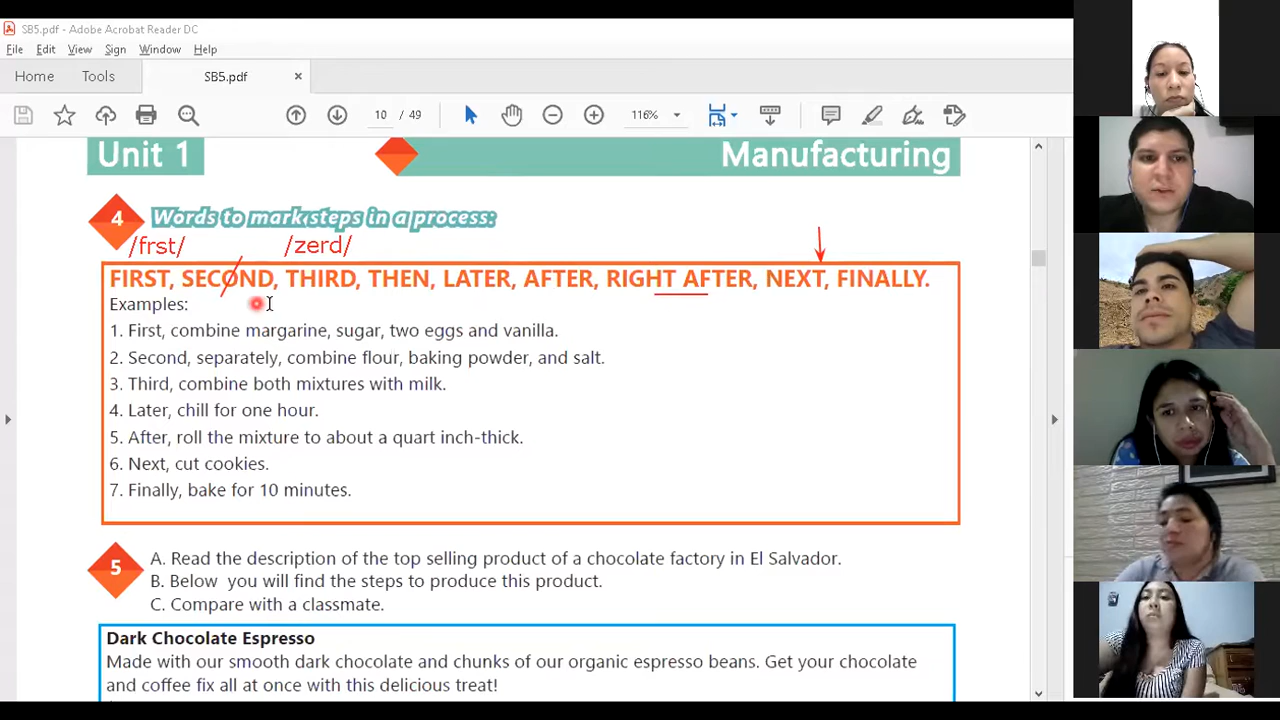 SB5.pdf - Adobe Acrobat Reader DC
File Edit View Sign Window Help
Home Tools SB5.pdf ×
10 / 49 116%
Unit 1 Manufacturing
4 Words to mark steps in a process:
/frst/ /zerd/
FIRST, SECOND, THIRD, THEN, LATER, AFTER, RIGHT AFTER, NEXT, FINALLY.
Examples:
1. First, combine margarine, sugar, two eggs and vanilla.
2. Second, separately, combine flour, baking powder, and salt.
3. Third, combine both mixtures with milk.
4. Later, chill for one hour.
5. After, roll the mixture to about a quart inch-thick.
6. Next, cut cookies.
7. Finally, bake for 10 minutes.
5 A. Read the description of the top selling product of a chocolate factory in El Salvador.
B. Below you will find the steps to produce this product.
C. Compare with a classmate.
Dark Chocolate Espresso
Made with our smooth dark chocolate and chunks of our organic espresso beans. Get your chocolate
and coffee fix all at once with this delicious treat!